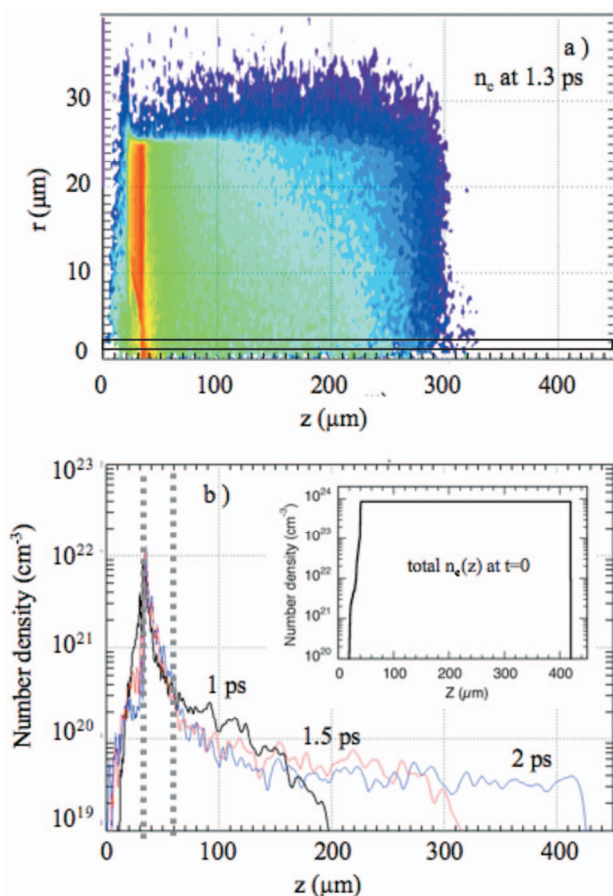 a )
n_c at 1.3 ps
30
20
10
0
r (μm)
0 100 200 300 400
z (μm)
b )
10^23
10^22
10^21
10^20
10^19
Number density (cm^-3)
1 ps
1.5 ps
2 ps
0 100 200 300 400
z (μm)
10^24
10^23
10^22
10^21
10^20
Number density (cm^-3)
total n_e(z) at t=0
0 100 200 300 400
Z (μm)